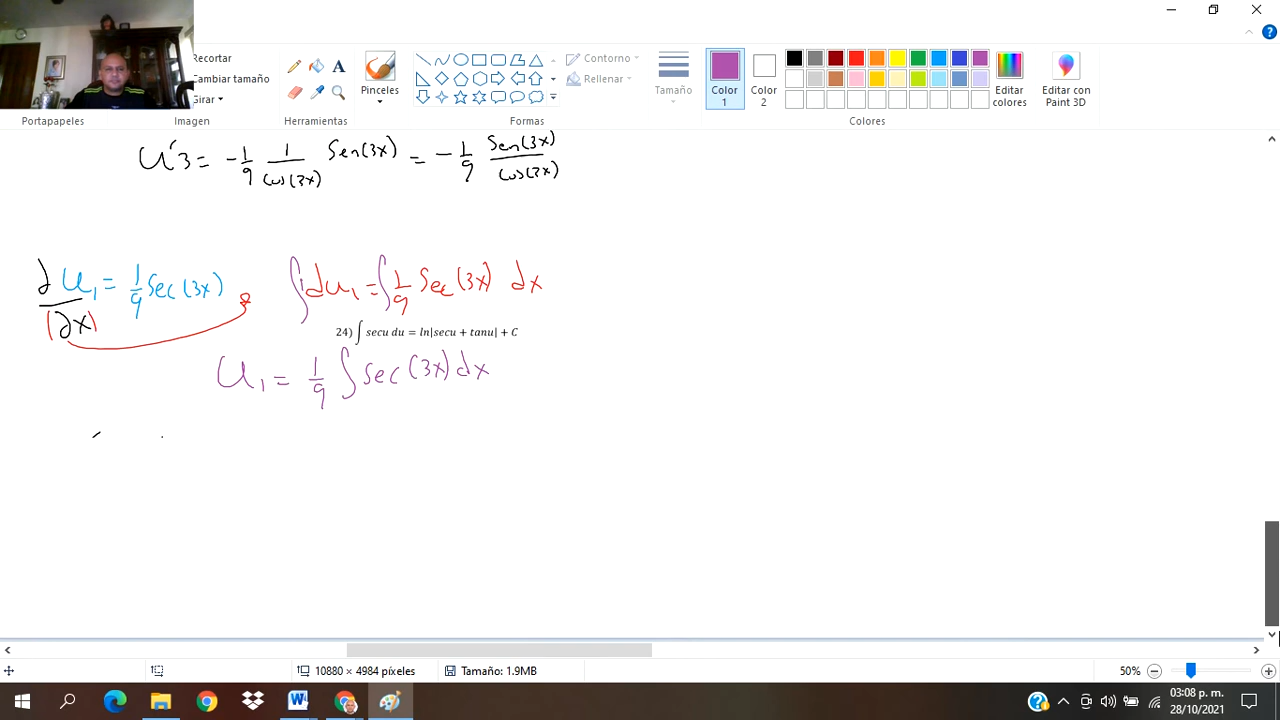 Recortar
Cambiar tamaño
Girar
Contorno
Rellenar
Pinceles
Tamaño
Color 1
Color 2
Editar colores
Editar con Paint 3D
Portapapeles
Imagen
Herramientas
Formas
Colores
U'3 = -1/9 1/cos(3x) Sen(3x) = -1/9 Sen(3x)/cos(3x)
∂U₁/(∂x) = 1/9 Sec(3x)
∫du₁ = ∫1/9 Sec(3x) dx
24) ∫ secu du = ln|secu + tanu| + C
U₁ = 1/9 ∫ Sec(3x) dx
10880 × 4984 píxeles
Tamaño: 1.9MB
50%
03:08 p. m.
28/10/2021